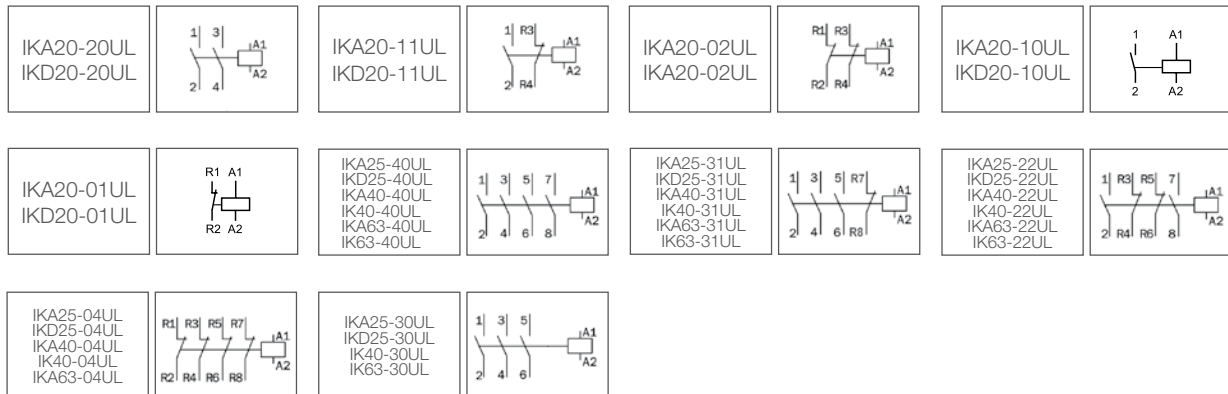 IKA20-20UL
IKD20-20UL
1 3
A1
A2
2 4
IKA20-11UL
IKD20-11UL
1 R3
A1
A2
2 R4
IKA20-02UL
IKA20-02UL
R1 R3
A1
A2
R2 R4
IKA20-10UL
IKD20-10UL
1 A1
2 A2
IKA20-01UL
IKD20-01UL
R1 A1
R2 A2
IKA25-40UL
IKD25-40UL
IKA40-40UL
IK40-40UL
IKA63-40UL
IK63-40UL
1 3 5 7
A1
A2
2 4 6 8
IKA25-31UL
IKD25-31UL
IKA40-31UL
IK40-31UL
IKA63-31UL
IK63-31UL
1 3 5 R7
A1
A2
2 4 6 R8
IKA25-22UL
IKD25-22UL
IKA40-22UL
IK40-22UL
IKA63-22UL
IK63-22UL
1 R3 R5 7
A1
A2
2 R4 R6 8
IKA25-04UL
IKD25-04UL
IKA40-04UL
IK40-04UL
IKA63-04UL
R1 R3 R5 R7
A1
A2
R2 R4 R6 R8
IKA25-30UL
IKD25-30UL
IK40-30UL
IK63-30UL
1 3 5
A1
A2
2 4 6